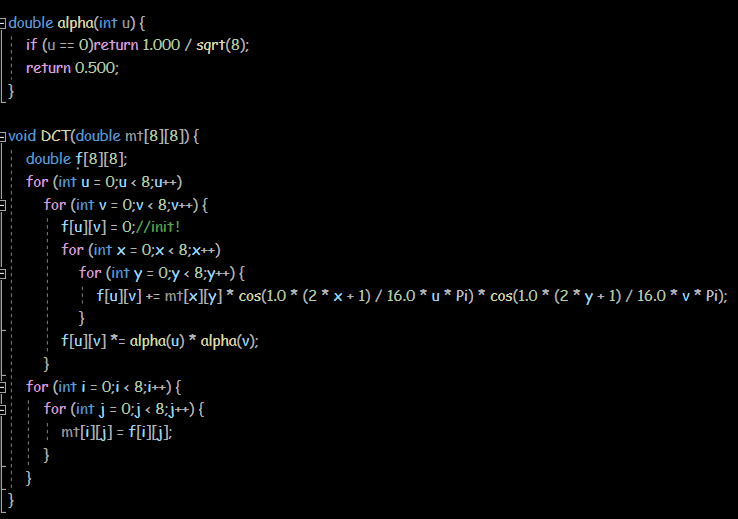 double alpha(int u) {
if (u == 0)return 1.000 / sqrt(8);
return 0.500;
}
void DCT(double mt[8][8]) {
double f[8][8];
for (int u = 0;u < 8;u++)
for (int v = 0;v < 8;v++) {
f[u][v] = 0;//init!
for (int x = 0;x < 8;x++)
for (int y = 0;y < 8;y++) {
f[u][v] += mt[x][y] * cos(1.0 * (2 * x + 1) / 16.0 * u * Pi) * cos(1.0 * (2 * y + 1) / 16.0 * v * Pi);
}
f[u][v] *= alpha(u) * alpha(v);
}
for (int i = 0;i < 8;i++) {
for (int j = 0;j < 8;j++) {
mt[i][j] = f[i][j];
}
}
}